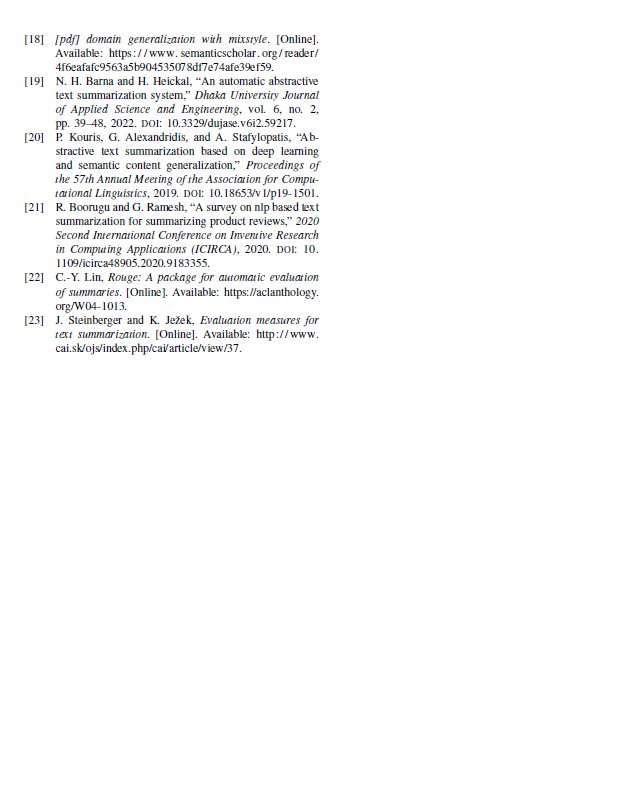 [18] [pdf] domain generalization with mixstyle. [Online].
Available: https://www.semanticscholar.org/reader/
4f6eafafc9563a5b904535078df7e74afe39ef59.
[19] N. H. Barna and H. Heickal, “An automatic abstractive
text summarization system,” Dhaka University Journal
of Applied Science and Engineering, vol. 6, no. 2,
pp. 39–48, 2022. DOI: 10.3329/dujase.v6i2.59217.
[20] P. Kouris, G. Alexandridis, and A. Stafylopatis, “Ab-
stractive text summarization based on deep learning
and semantic content generalization,” Proceedings of
the 57th Annual Meeting of the Association for Compu-
tational Linguistics, 2019. DOI: 10.18653/v1/p19-1501.
[21] R. Boorugu and G. Ramesh, “A survey on nlp based text
summarization for summarizing product reviews,” 2020
Second International Conference on Inventive Research
in Computing Applications (ICIRCA), 2020. DOI: 10.
1109/icirca48905.2020.9183355.
[22] C.-Y. Lin, Rouge: A package for automatic evaluation
of summaries. [Online]. Available: https://aclanthology.
org/W04-1013.
[23] J. Steinberger and K. Ježek, Evaluation measures for
text summarization. [Online]. Available: http://www.
cai.sk/ojs/index.php/cai/article/view/37.